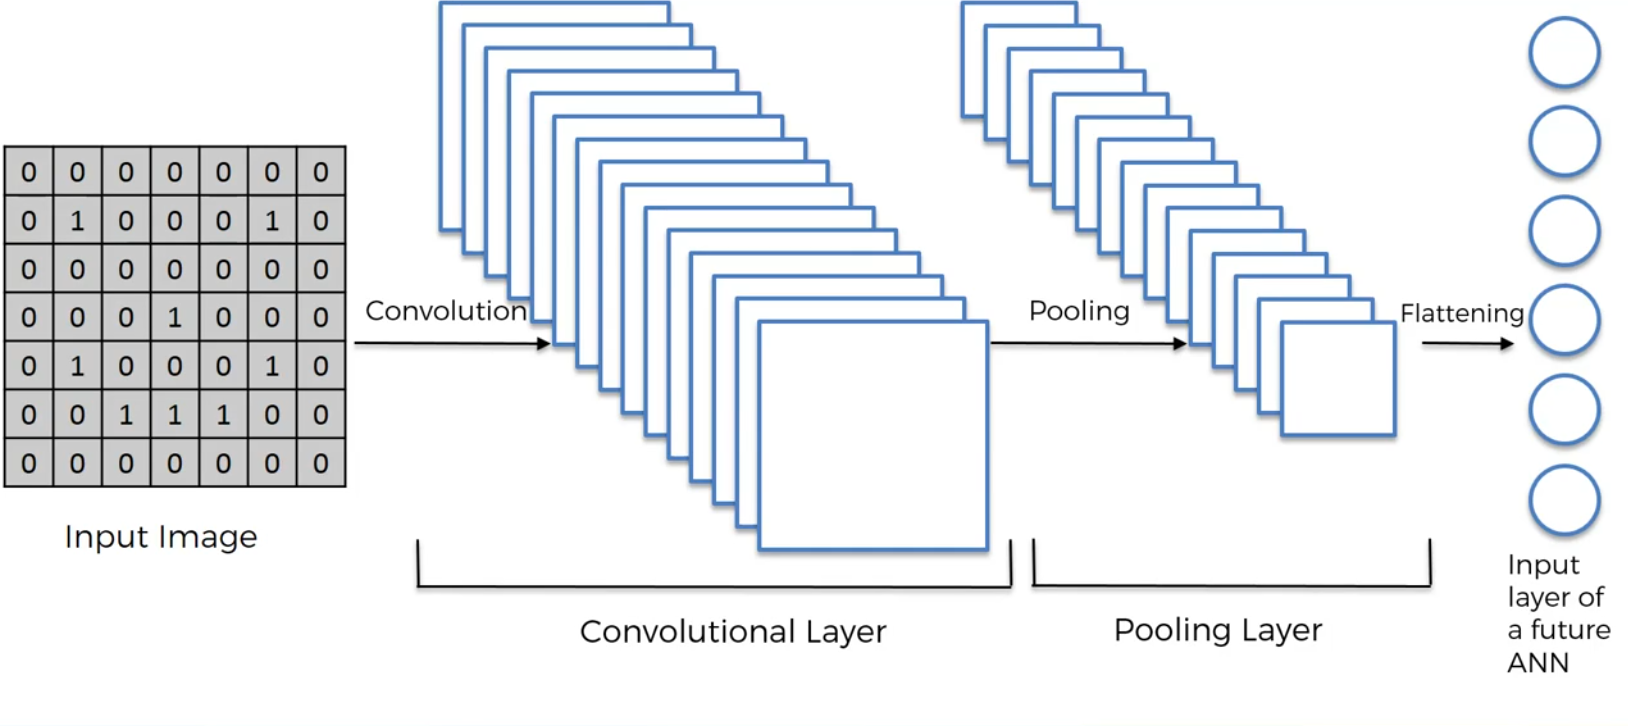 0 0 0 0 0 0 0
0 1 0 0 0 1 0
0 0 0 0 0 0 0
0 0 0 1 0 0 0
0 1 0 0 0 1 0
0 0 1 1 1 0 0
0 0 0 0 0 0 0
Input Image
Convolution
Convolutional Layer
Pooling
Pooling Layer
Flattening
Input
layer of
a future
ANN